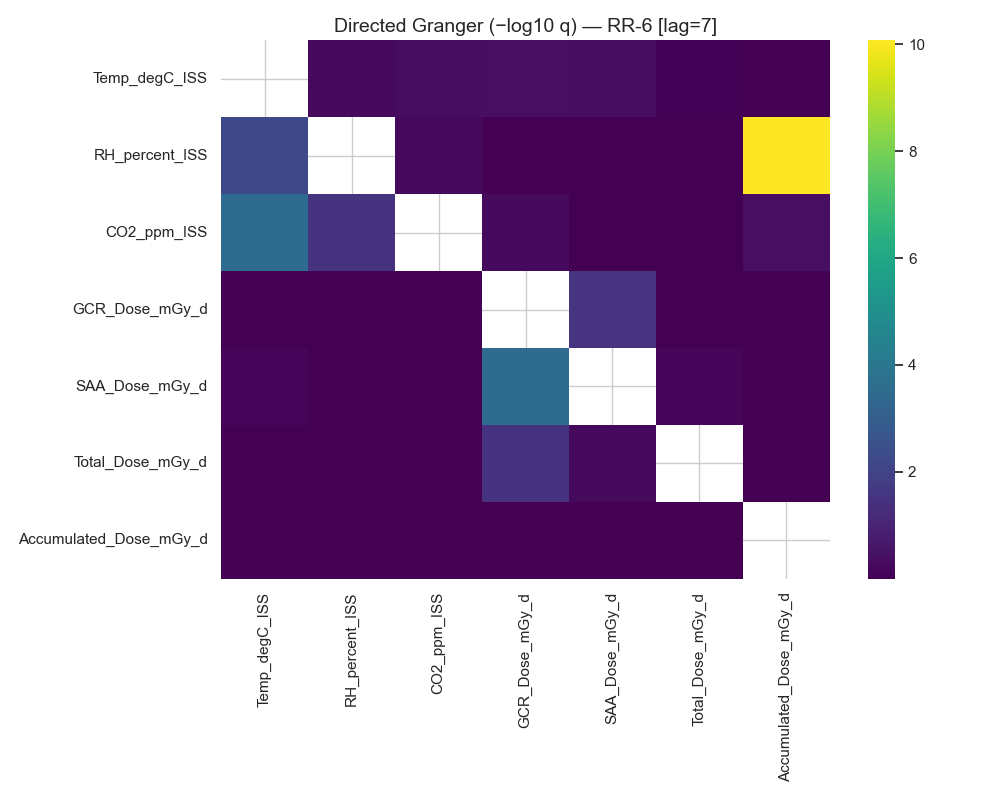 Directed Granger (−log10 q) — RR-6 [lag=7]
Temp_degC_ISS
RH_percent_ISS
CO2_ppm_ISS
GCR_Dose_mGy_d
SAA_Dose_mGy_d
Total_Dose_mGy_d
Accumulated_Dose_mGy_d
Temp_degC_ISS
RH_percent_ISS
CO2_ppm_ISS
GCR_Dose_mGy_d
SAA_Dose_mGy_d
Total_Dose_mGy_d
Accumulated_Dose_mGy_d
10
8
6
4
2